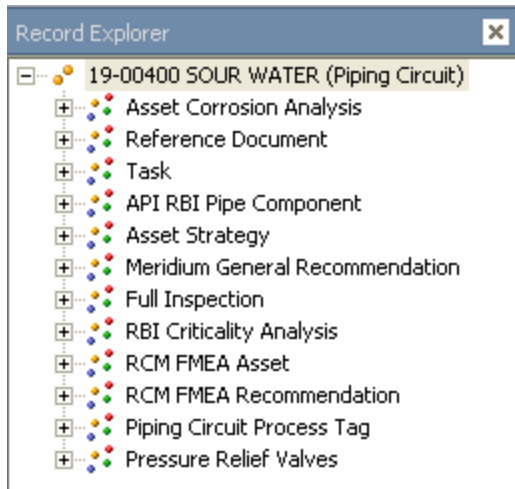 Record Explorer
19-00400 SOUR WATER (Piping Circuit)
Asset Corrosion Analysis
Reference Document
Task
API RBI Pipe Component
Asset Strategy
Meridium General Recommendation
Full Inspection
RBI Criticality Analysis
RCM FMEA Asset
RCM FMEA Recommendation
Piping Circuit Process Tag
Pressure Relief Valves